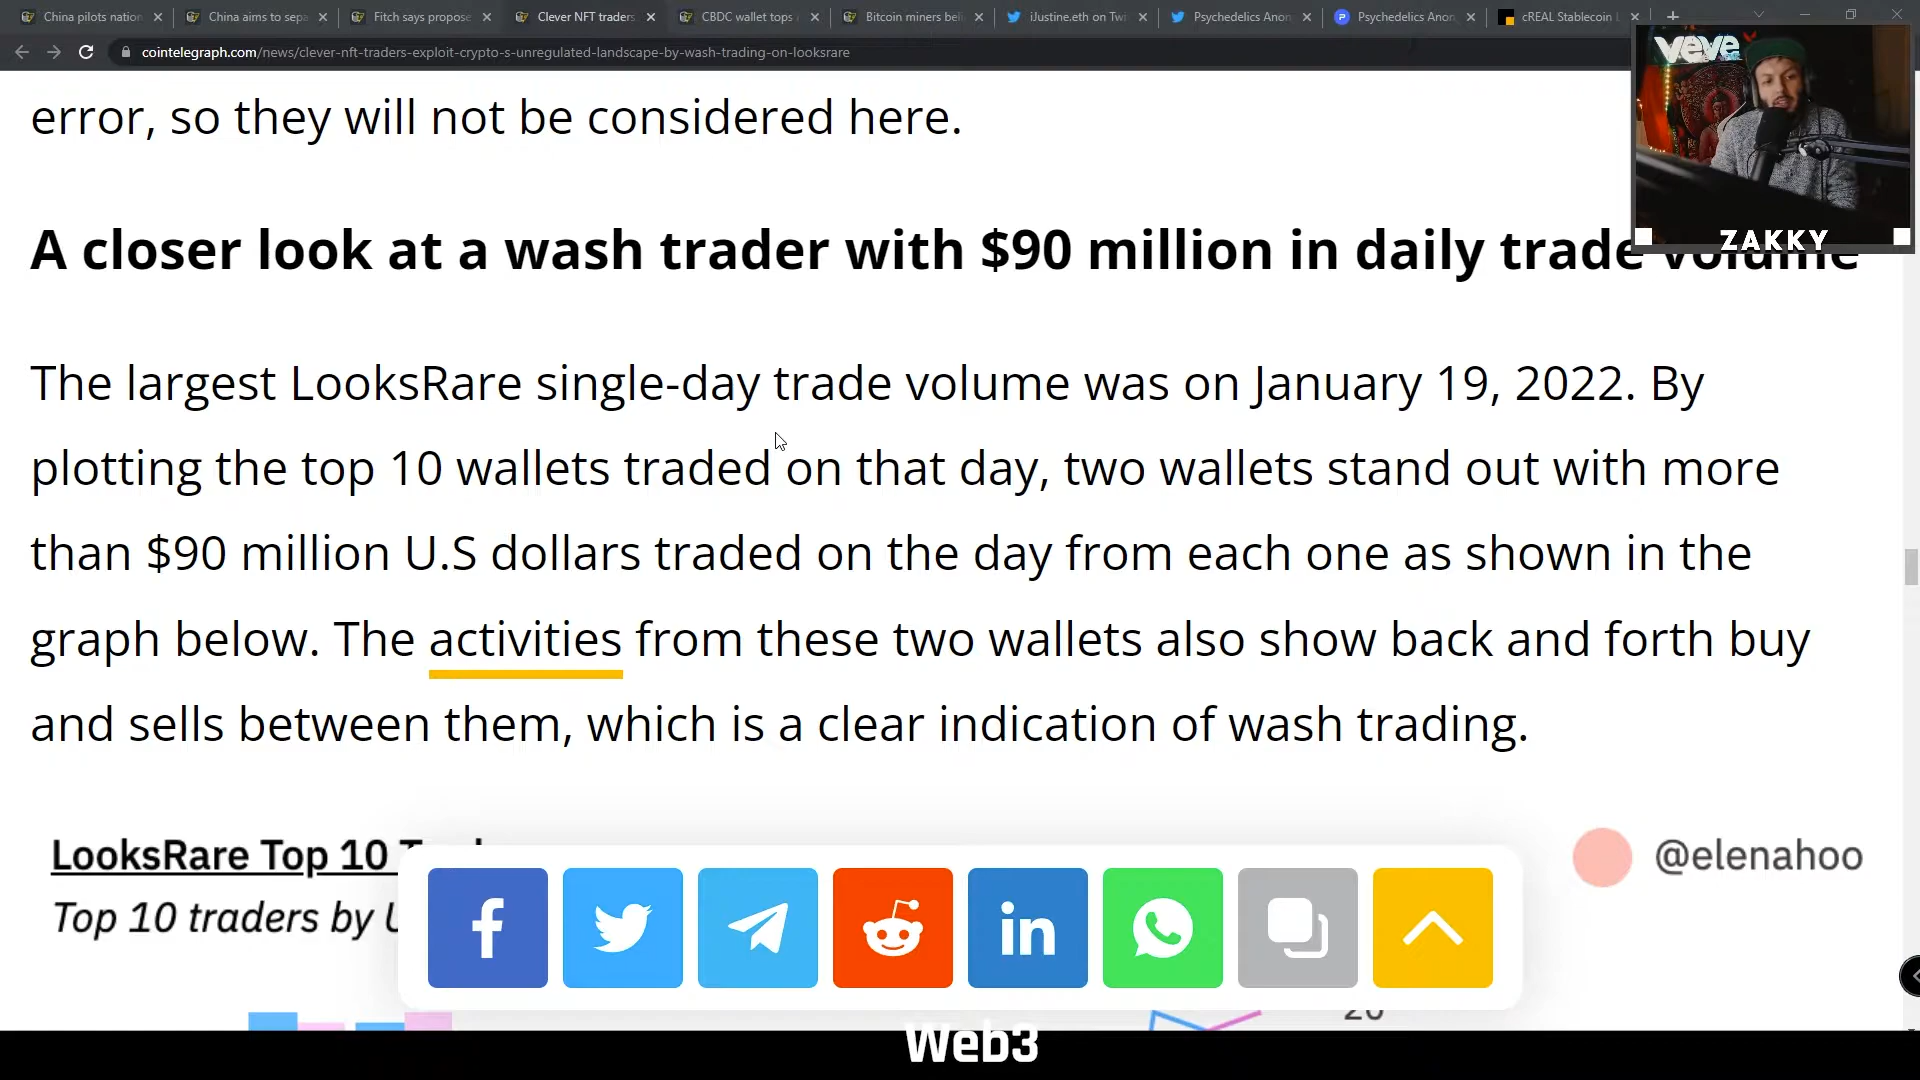 China pilots nation
China aims to sepa
Fitch says propose
Clever NFT traders
CBDC wallet tops
Bitcoin miners beli
iJustine.eth on Twi
Psychedelics Anon
Psychedelics Anon
cREAL Stablecoin L
cointelegraph.com/news/clever-nft-traders-exploit-crypto-s-unregulated-landscape-by-wash-trading-on-looksrare
veve
ZAKKY
error, so they will not be considered here.
A closer look at a wash trader with $90 million in daily trade volume
The largest LooksRare single-day trade volume was on January 19, 2022. By
plotting the top 10 wallets traded on that day, two wallets stand out with more
than $90 million U.S dollars traded on the day from each one as shown in the
graph below. The activities from these two wallets also show back and forth buy
and sells between them, which is a clear indication of wash trading.
LooksRare Top 10
@elenahoo
Top 10 traders by U
20
Web3